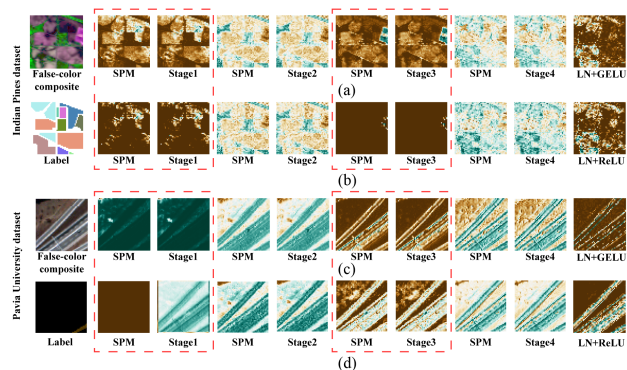 Indian Pines dataset
False-color composite
SPM Stage1 SPM Stage2 SPM Stage3 SPM Stage4 LN+GELU
(a)
Label SPM Stage1 SPM Stage2 SPM Stage3 SPM Stage4 LN+ReLU
(b)
Pavia University dataset
False-color composite
SPM Stage1 SPM Stage2 SPM Stage3 SPM Stage4 LN+GELU
(c)
Label SPM Stage1 SPM Stage2 SPM Stage3 SPM Stage4 LN+ReLU
(d)